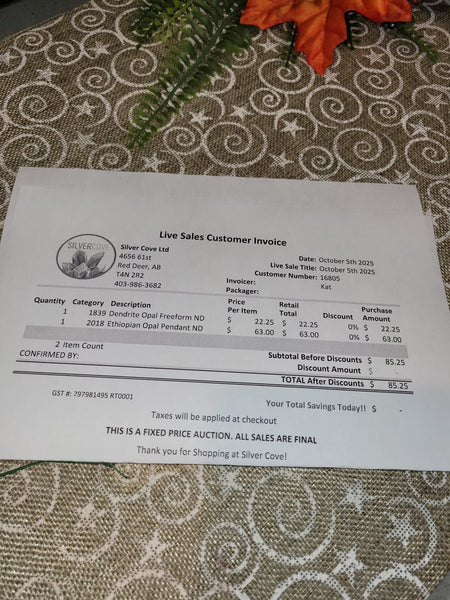 Live Sales Customer Invoice
SILVERCOVE
Silver Cove Ltd
4656 61st
Red Deer, AB
T4N 2R2
403-986-3682
Date: October 5th 2025
Live Sale Title: October 5th 2025
Customer Number: 16805
Invoicer: Kat
Packager:
Quantity Category Description Price Per Item Retail Total Discount Purchase Amount
1 1839 Dendrite Opal Freeform ND $ 22.25 $ 22.25 0% $ 22.25
1 2018 Ethiopian Opal Pendant ND $ 63.00 $ 63.00 0% $ 63.00
2 Item Count
Subtotal Before Discounts $ 85.25
CONFIRMED BY:
Discount Amount $ -
TOTAL After Discounts $ 85.25
GST #: 797981495 RT0001
Your Total Savings Today!! $ -
Taxes will be applied at checkout
THIS IS A FIXED PRICE AUCTION. ALL SALES ARE FINAL
Thank you for Shopping at Silver Cove!